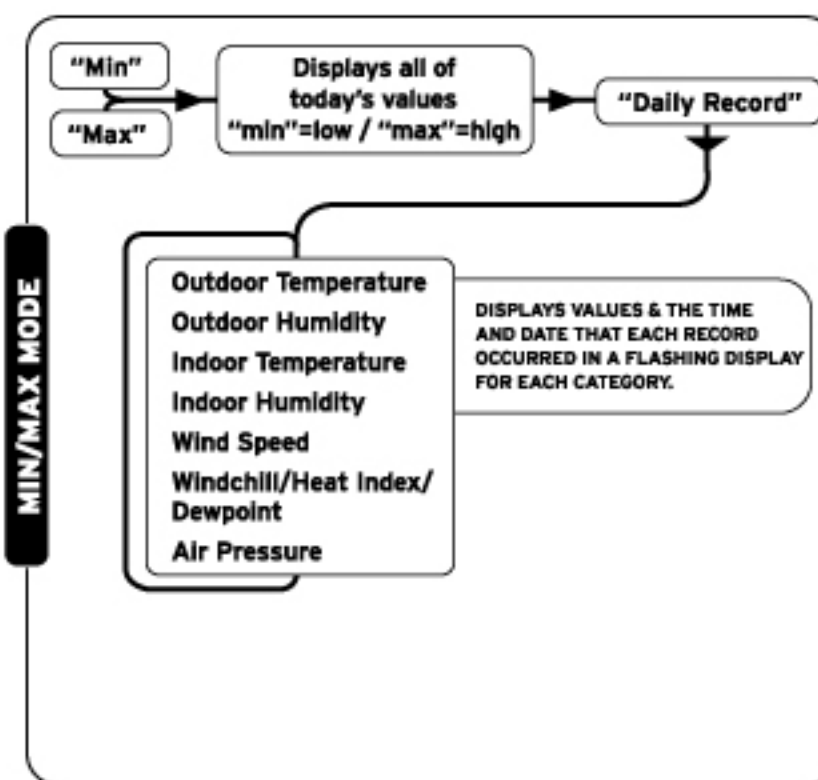 MIN/MAX MODE
“Min”
“Max”
Displays all of
today's values
“min”=low / “max”=high
“Daily Record”
Outdoor Temperature
Outdoor Humidity
Indoor Temperature
Indoor Humidity
Wind Speed
Windchill/Heat Index/
Dewpoint
Air Pressure
DISPLAYS VALUES & THE TIME
AND DATE THAT EACH RECORD
OCCURRED IN A FLASHING DISPLAY
FOR EACH CATEGORY.